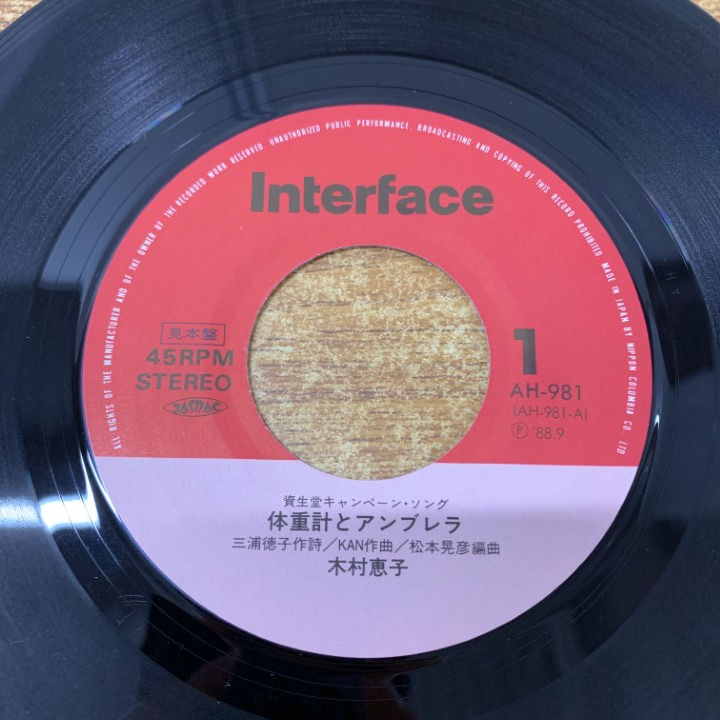 ALL RIGHTS OF THE MANUFACTURER AND OF THE OWNER OF THE RECORDED WORK RESERVED. UNAUTHORIZED PUBLIC PERFORMANCE, BROADCASTING AND COPYING OF THIS RECORD PROHIBITED. MADE IN JAPAN BY NIPPON COLUMBIA CO., LTD
Interface
見本盤
45RPM
STEREO
JASRAC
1
AH-981
(AH-981-A)
Ⓟ '88.9
資生堂キャンペーン・ソング
体重計とアンブレラ
三浦徳子作詩／KAN作曲／松本晃彦編曲
木村恵子